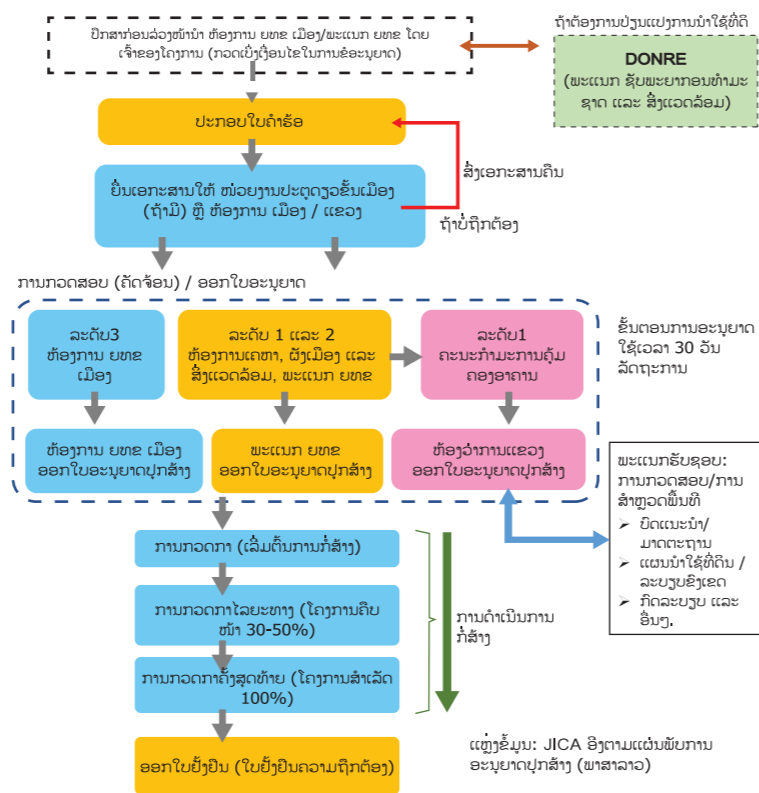 ປຶກສາກ່ອນລ່ວງໜ້ານຳ ຫ້ອງການ ຍທຂ ເມືອງ/ພະແນກ ຍທຂ ໂດຍ
ເຈົ້າຂອງໂຄງການ (ກວດເບິ່ງເງື່ອນໄຂໃນການຂໍອະນຸຍາດ)
ຖ້າຕ້ອງການປ່ຽນແປງການນຳໃຊ້ທີ່ດິ
DONRE
(ພະແນກ ຊັບພະຍາກອນທຳມະ
ຊາດ ແລະ ສິ່ງແວດລ້ອມ)
ປະກອບໃບຄຳຮ້ອ
ສົ່ງເອກະສານຄືນ
ຍື່ນເອກະສານໃຫ້ ໜ່ວຍງານປະຕູດຽວຂັ້ນເມືອງ
(ຖ້າມີ) ຫຼື ຫ້ອງການ ເມືອງ / ແຂວງ
ຖ້າບໍ່ຖືກຕ້ອງ
ການກວດສອບ (ຄັດຈ້ອນ) / ອອກໃບອະນຸຍາດ
ລະດັບ3
ຫ້ອງການ ຍທຂ
ເມືອງ
ລະດັບ 1 ແລະ 2
ຫ້ອງການເຄຫາ, ຜັງເມືອງ ແລະ
ສິ່ງແວດລ້ອມ, ພະແນກ ຍທຂ
ລະດັບ1
ຄະນະກຳມະການຄຸ້ມ
ຄອງອາຄານ
ຂັ້ນຕອນການອະນຸຍາດ
ໃຊ້ເວລາ 30 ວັນ
ລັດຖະການ
ຫ້ອງການ ຍທຂ ເມືອງ
ອອກໃບອະນຸຍາດປຸກສ້າງ
ພະແນກ ຍທຂ
ອອກໃບອະນຸຍາດປຸກສ້າງ
ຫ້ອງວ່າການແຂວງ
ອອກໃບອະນຸຍາດປຸກສ້າງ
ພະແນກຮັບຊອບ:
ການກວດສອບ/ການ
ສຳຫຼວດພື້ນທີ່
➢ ບົດແນະນຳ/
ມາດຕະຖານ
➢ ແຜນນຳໃຊ້ທີ່ດິນ /
ລະບຽບຂົງເຂດ
➢ ກົດລະບຽບ ແລະ
ອື່ນໆ.
ການກວດກາ (ເລີ່ມຕົ້ນການກໍ່ສ້າງ)
ການກວດກາໄລຍະທາງ (ໂຄງການຄືບ
ໜ້າ 30-50%)
ການກວດກາຄັ້ງສຸດທ້າຍ (ໂຄງການສຳເລັດ
100%)
ການດຳເນີນການ
ກໍ່ສ້າງ
ອອກໃບຢັ້ງຢືນ (ໃບຢັ້ງຢືນຄວາມຖືກຕ້ອງ)
ແຫຼ່ງຂໍ້ມູນ: JICA ອີງຕາມແຜ່ນພັບການ
ອະນຸຍາດປຸກສ້າງ (ພາສາລາວ)